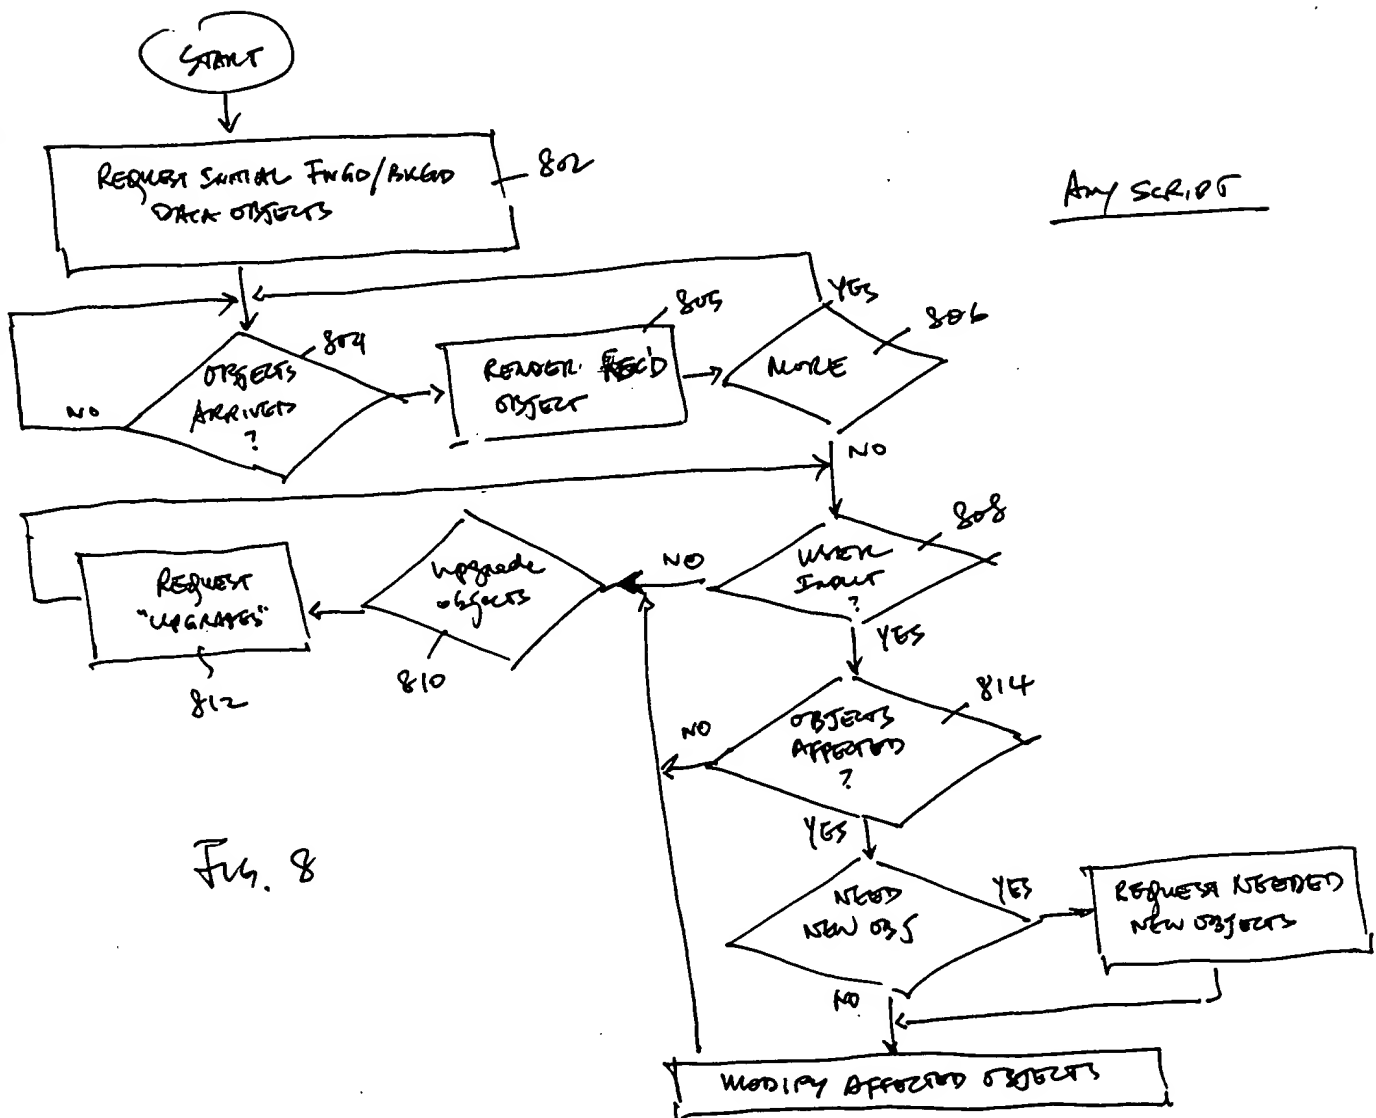 START
REQUEST INITIAL FRGD/BKGD
DATA OBJECTS
802
Any SCRIPT
YES
805
806
804
OBJECTS
ARRIVED
?
NO
RENDER REC'D
OBJECT
MORE
NO
808
USER
INPUT
?
NO
upgrade
objects
810
REQUEST
"UPGRADES"
812
YES
814
OBJECTS
AFFECTED
?
NO
YES
FIG. 8
NEED
NEW OBJ
YES
REQUEST NEEDED
NEW OBJECTS
NO
MODIFY AFFECTED OBJECTS